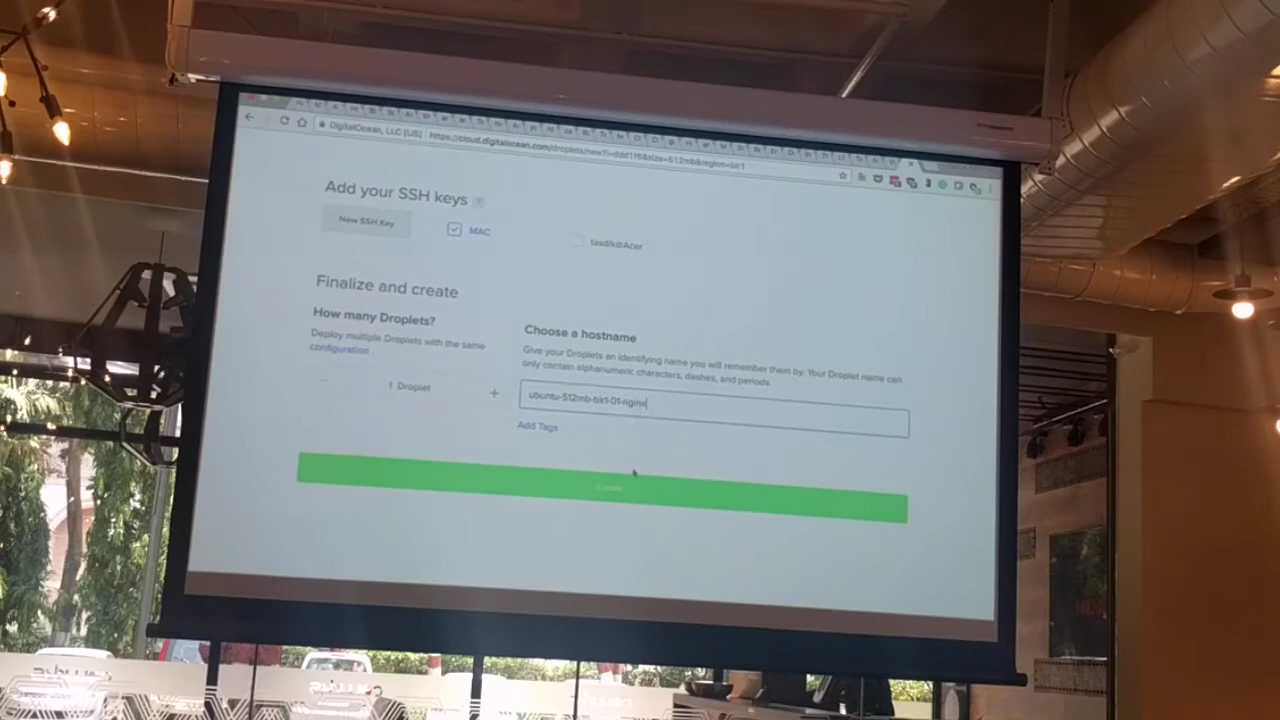 DigitalOcean, LLC [US] https://cloud.digitalocean.com/droplets/new?i=ddd1f6&size=512mb&region=blr1
Add your SSH keys ?
New SSH Key
MAC
tasdik@Acer
Finalize and create
How many Droplets?
Deploy multiple Droplets with the same
configuration .
1 Droplet
+
Choose a hostname
Give your Droplets an identifying name you will remember them by. Your Droplet name can
only contain alphanumeric characters, dashes, and periods.
ubuntu-512mb-blr1-01-nginx
Add Tags
Create